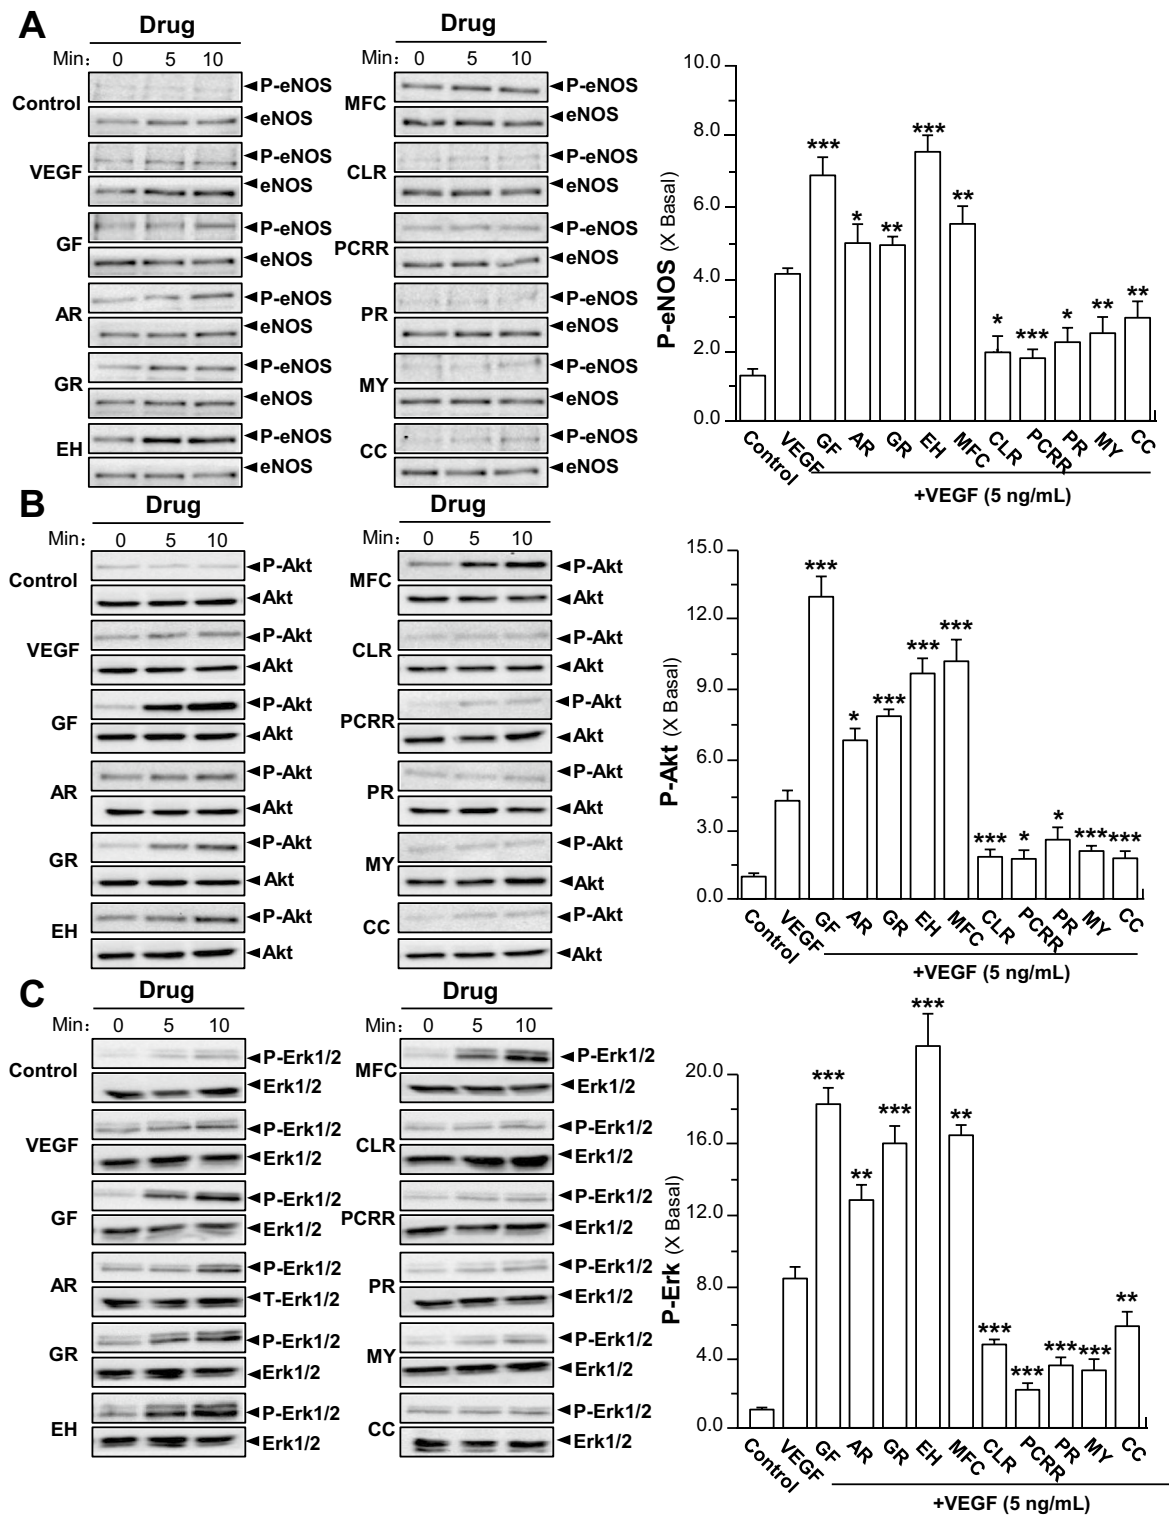 A
Drug
Min: 0 5 10
Control
P-eNOS
eNOS
VEGF
P-eNOS
eNOS
GF
P-eNOS
eNOS
AR
P-eNOS
eNOS
GR
P-eNOS
eNOS
EH
P-eNOS
eNOS
Drug
Min: 0 5 10
MFC
P-eNOS
eNOS
CLR
P-eNOS
eNOS
PCRR
P-eNOS
eNOS
PR
P-eNOS
eNOS
MY
P-eNOS
eNOS
CC
P-eNOS
eNOS
P-eNOS (X Basal)
10.0
8.0
6.0
4.0
2.0
0.0
*** * ** *** ** * *** * ** **
Control VEGF GF AR GR EH MFC CLR PCRR PR MY CC
+VEGF (5 ng/mL)
B
Drug
Min: 0 5 10
Control
P-Akt
Akt
VEGF
P-Akt
Akt
GF
P-Akt
Akt
AR
P-Akt
Akt
GR
P-Akt
Akt
EH
P-Akt
Akt
Drug
Min: 0 5 10
MFC
P-Akt
Akt
CLR
P-Akt
Akt
PCRR
P-Akt
Akt
PR
P-Akt
Akt
MY
P-Akt
Akt
CC
P-Akt
Akt
P-Akt (X Basal)
15.0
12.0
9.0
6.0
3.0
0.0
*** * *** *** *** *** * * *** ***
Control VEGF GF AR GR EH MFC CLR PCRR PR MY CC
+VEGF (5 ng/mL)
C
Drug
Min: 0 5 10
Control
P-Erk1/2
Erk1/2
VEGF
P-Erk1/2
Erk1/2
GF
P-Erk1/2
Erk1/2
AR
P-Erk1/2
T-Erk1/2
GR
P-Erk1/2
Erk1/2
EH
P-Erk1/2
Erk1/2
Drug
Min: 0 5 10
MFC
P-Erk1/2
Erk1/2
CLR
P-Erk1/2
Erk1/2
PCRR
P-Erk1/2
Erk1/2
PR
P-Erk1/2
Erk1/2
MY
P-Erk1/2
Erk1/2
CC
P-Erk1/2
Erk1/2
P-Erk (X Basal)
20.0
16.0
12.0
8.0
4.0
0.0
*** ** *** *** ** *** *** *** *** **
Control VEGF GF AR GR EH MFC CLR PCRR PR MY CC
+VEGF (5 ng/mL)